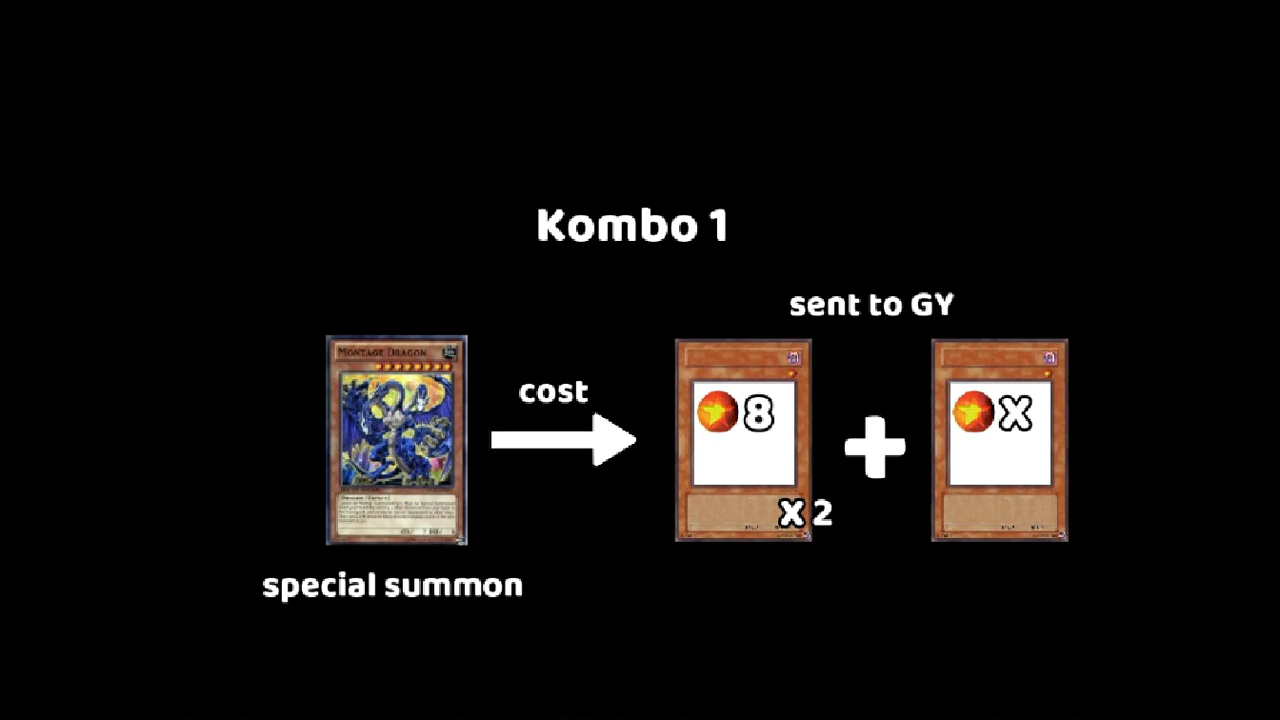 Kombo 1
sent to GY
MONTAGE DRAGON
cost
8
X
X 2
special summon